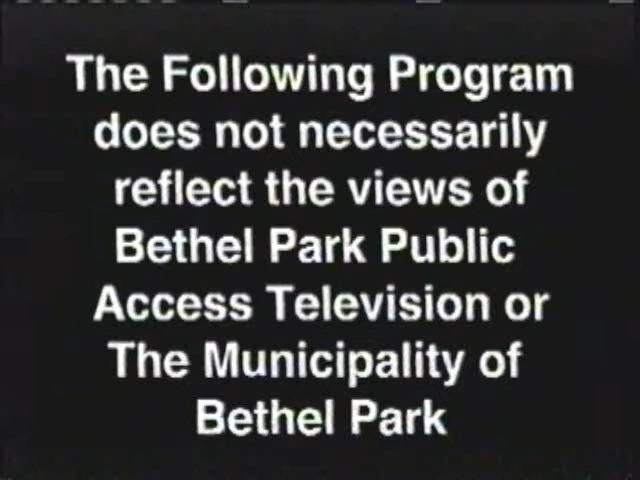 The Following Program
does not necessarily
reflect the views of
Bethel Park Public
Access Television or
The Municipality of
Bethel Park